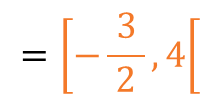 = [-3/2, 4[